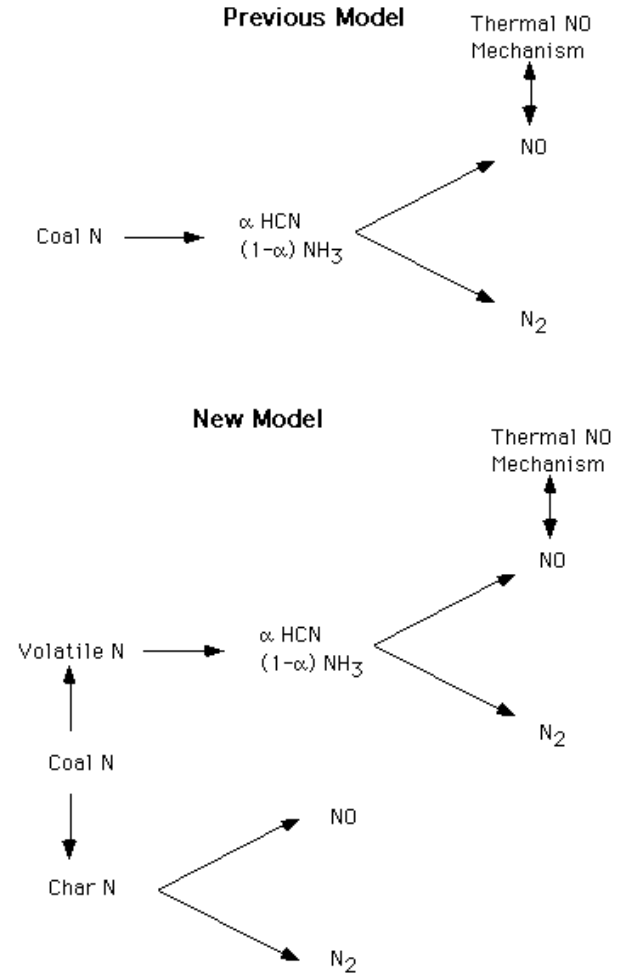 Previous Model
Thermal NO
Mechanism
NO
Coal N
α HCN
(1-α) NH3
N2
New Model
Thermal NO
Mechanism
NO
Volatile N
α HCN
(1-α) NH3
N2
Coal N
NO
Char N
N2